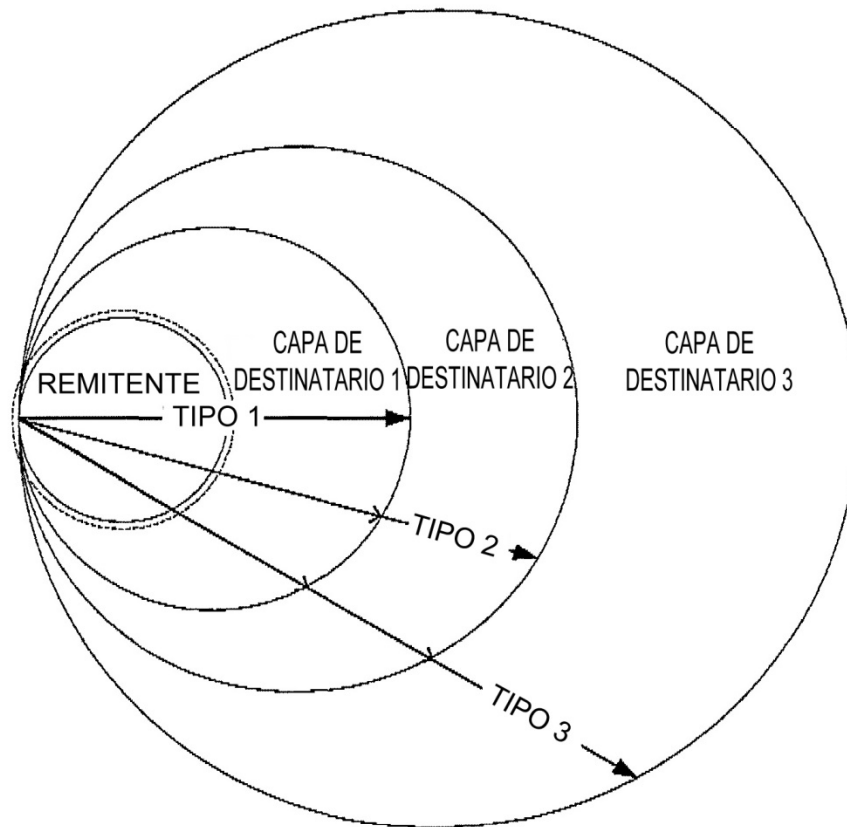 REMITENTE
CAPA DE
DESTINATARIO 1
CAPA DE
DESTINATARIO 2
CAPA DE
DESTINATARIO 3
TIPO 1
TIPO 2
TIPO 3